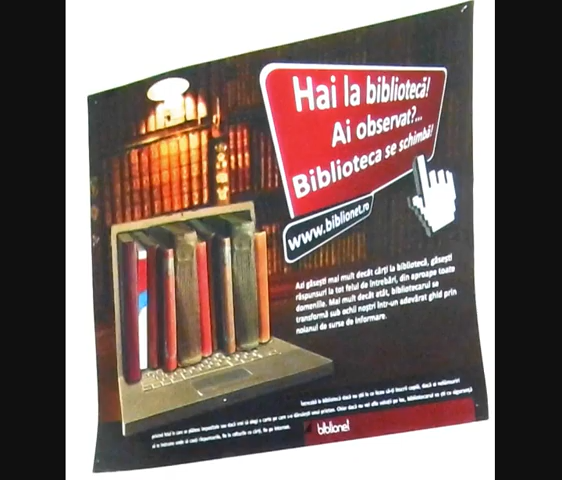 Hai la bibliotecă!
Ai observat?...
Biblioteca se schimbă!
www.biblionet.ro
Azi găsești mai mult decât cărți la bibliotecă, găsești
răspunsuri la tot felul de întrebări, din aproape toate
domeniile. Mai mult decât atât, bibliotecarul se
transformă sub ochii noștri într-un adevărat ghid prin
noianul de surse de informare.
biblionet